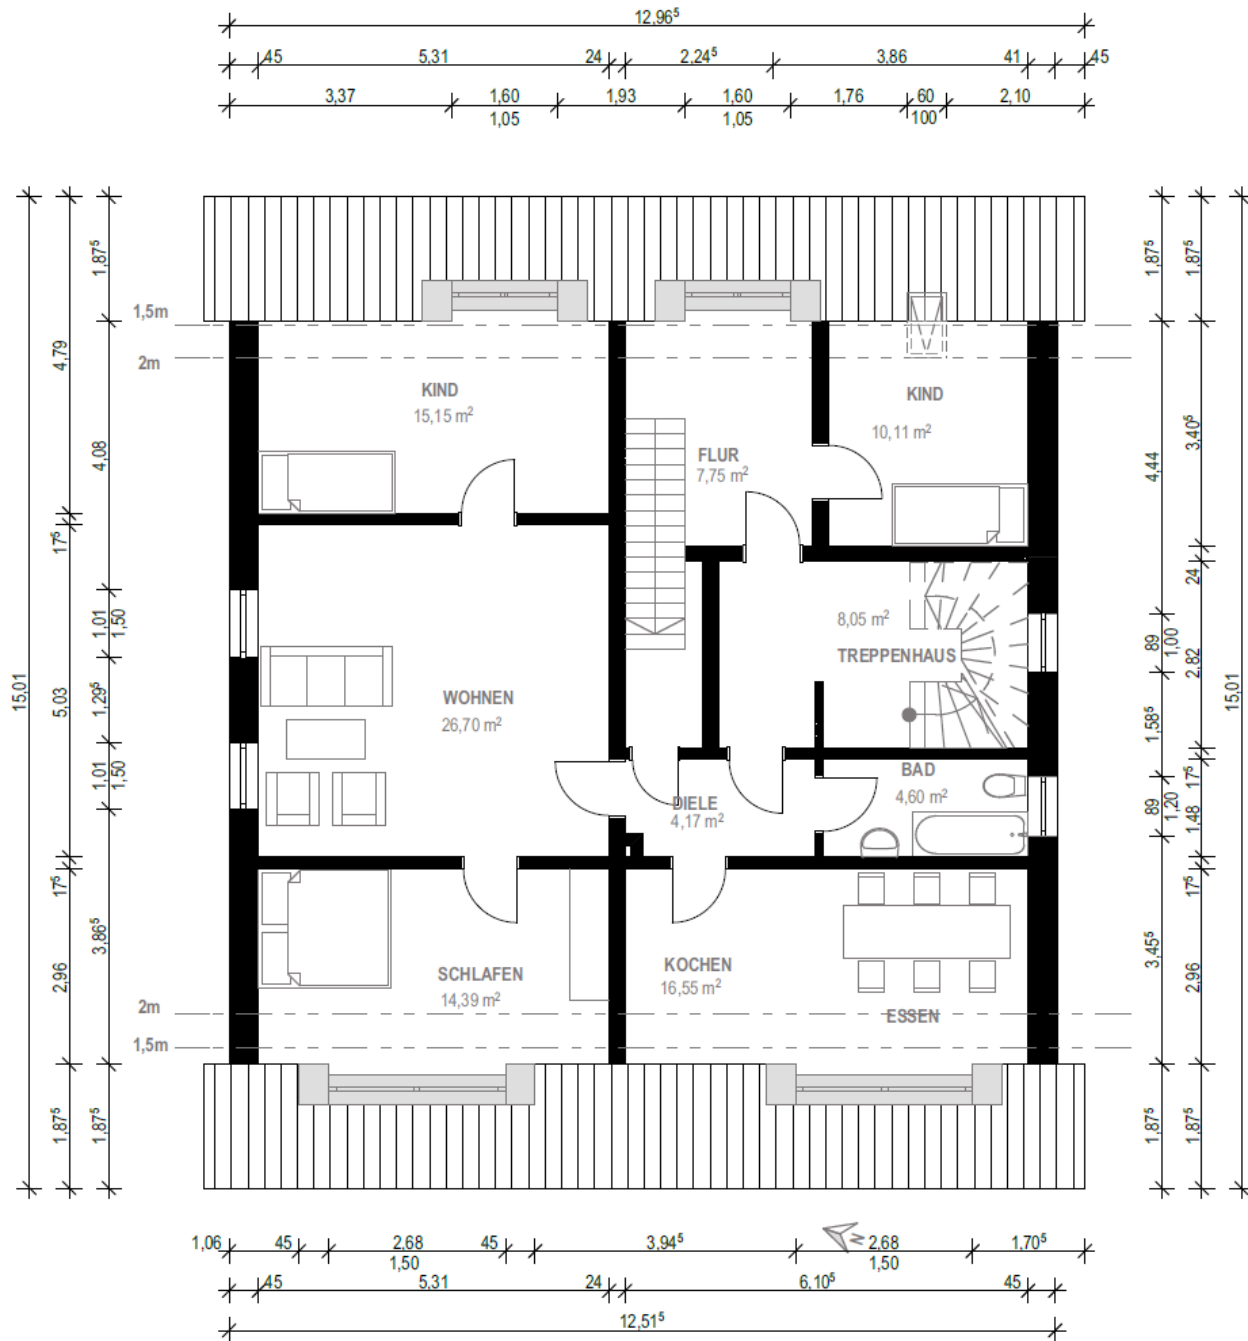 12,96⁵
45 5,31 24 2,24⁵ 3,86 41 45
3,37 1,60 1,93 1,60 1,76 60 2,10
1,05 1,05 100
1,87⁵
1,87⁵ 1,87⁵
1,5m
2m
4,79
4,08
KIND
15,15 m²
KIND
10,11 m²
FLUR
7,75 m²
4,44
3,40⁵
17⁵
24
1,01
1,50
8,05 m²
TREPPENHAUS
89
1,00
2,82
15,01
5,03
1,29⁵
WOHNEN
26,70 m²
1,58⁵
15,01
1,01
1,50
BAD
4,60 m²
DIELE
4,17 m²
17⁵
89
1,20
1,48
17⁵
17⁵
3,86⁵
2,96
SCHLAFEN
14,39 m²
KOCHEN
16,55 m²
ESSEN
3,45⁵
2,96
2m
1,5m
1,87⁵
1,87⁵
1,87⁵
1,87⁵
N
1,06 45 2,68 45 3,94⁵ 2,68 1,70⁵
1,50 1,50
45 5,31 24 6,10⁵ 45
12,51⁵